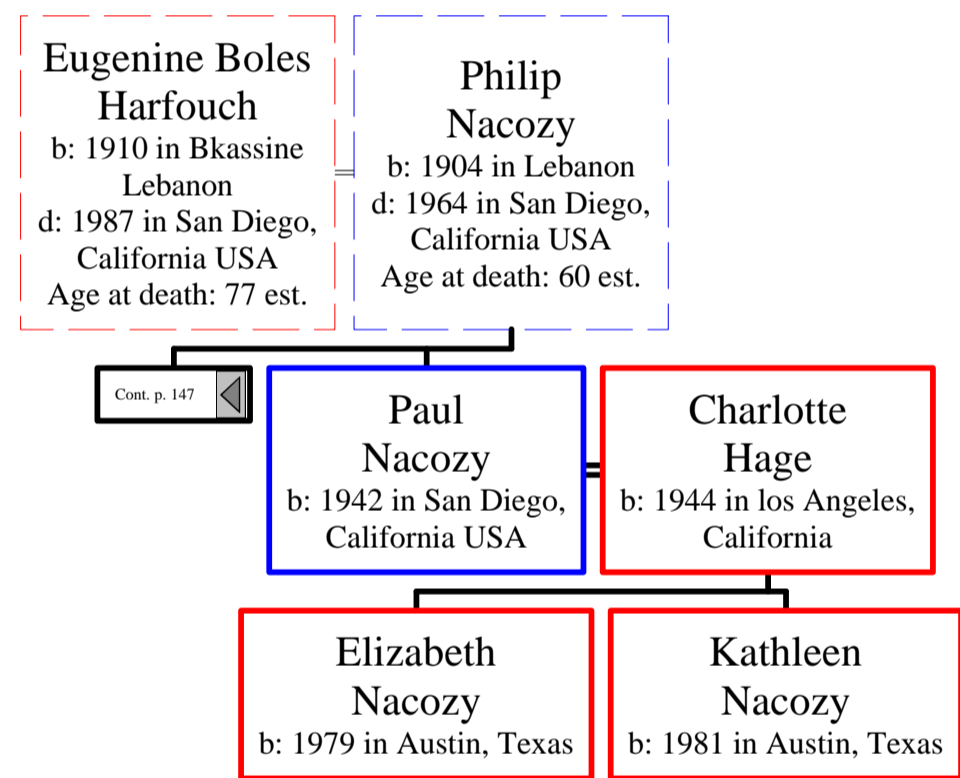 Eugenine Boles
Harfouch
b: 1910 in Bkassine
Lebanon
d: 1987 in San Diego,
California USA
Age at death: 77 est.
Philip
Nacozy
b: 1904 in Lebanon
d: 1964 in San Diego,
California USA
Age at death: 60 est.
Cont. p. 147
Paul
Nacozy
b: 1942 in San Diego,
California USA
Charlotte
Hage
b: 1944 in los Angeles,
California
Elizabeth
Nacozy
b: 1979 in Austin, Texas
Kathleen
Nacozy
b: 1981 in Austin, Texas